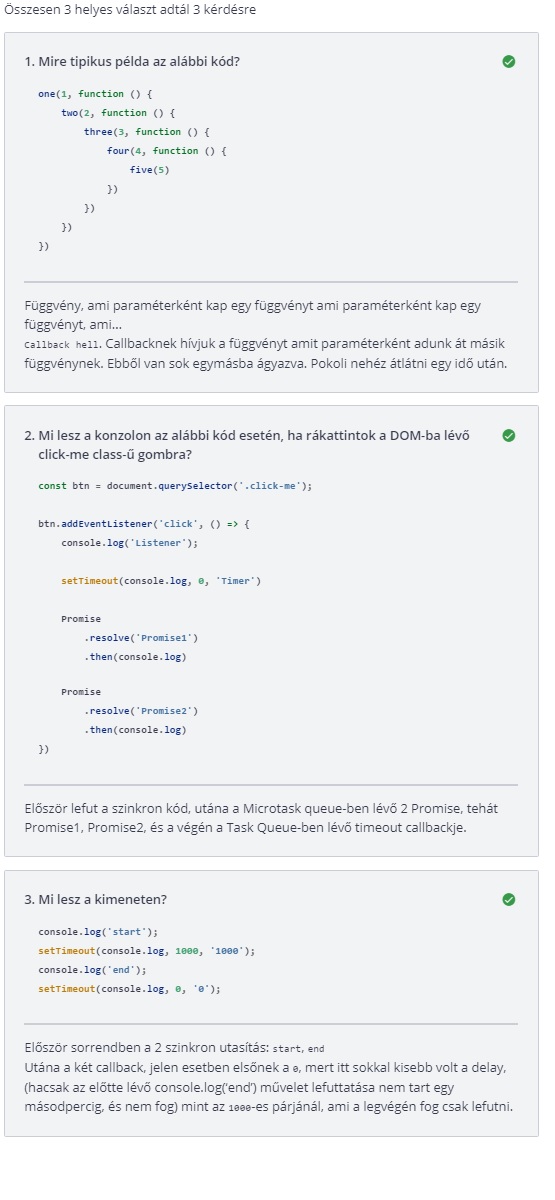 Összesen 3 helyes választ adtál 3 kérdésre
1. Mire tipikus példa az alábbi kód?
one(1, function () {
two(2, function () {
three(3, function () {
four(4, function () {
five(5)
})
})
})
})
Függvény, ami paraméterként kap egy függvényt ami paraméterként kap egy
függvényt, ami...
callback hell. Callbacknek hívjuk a függvényt amit paraméterként adunk át másik
függvénynek. Ebből van sok egymásba ágyazva. Pokoli nehéz átlátni egy idő után.
2. Mi lesz a konzolon az alábbi kód esetén, ha rákattintok a DOM-ba lévő
click-me class-ű gombra?
const btn = document.querySelector('.click-me');
btn.addEventListener('click', () => {
console.log('Listener');
setTimeout(console.log, 0, 'Timer')
Promise
.resolve('Promise1')
.then(console.log)
Promise
.resolve('Promise2')
.then(console.log)
})
Először lefut a szinkron kód, utána a Microtask queue-ben lévő 2 Promise, tehát
Promise1, Promise2, és a végén a Task Queue-ben lévő timeout callbackje.
3. Mi lesz a kimeneten?
console.log('start');
setTimeout(console.log, 1000, '1000');
console.log('end');
setTimeout(console.log, 0, '0');
Először sorrendben a 2 szinkron utasítás: start, end
Utána a két callback, jelen esetben elsőnek a 0, mert itt sokkal kisebb volt a delay,
(hacsak az előtte lévő console.log('end') művelet lefuttatása nem tart egy
másodpercig, és nem fog) mint az 1000-es párjánál, ami a legvégén fog csak lefutni.